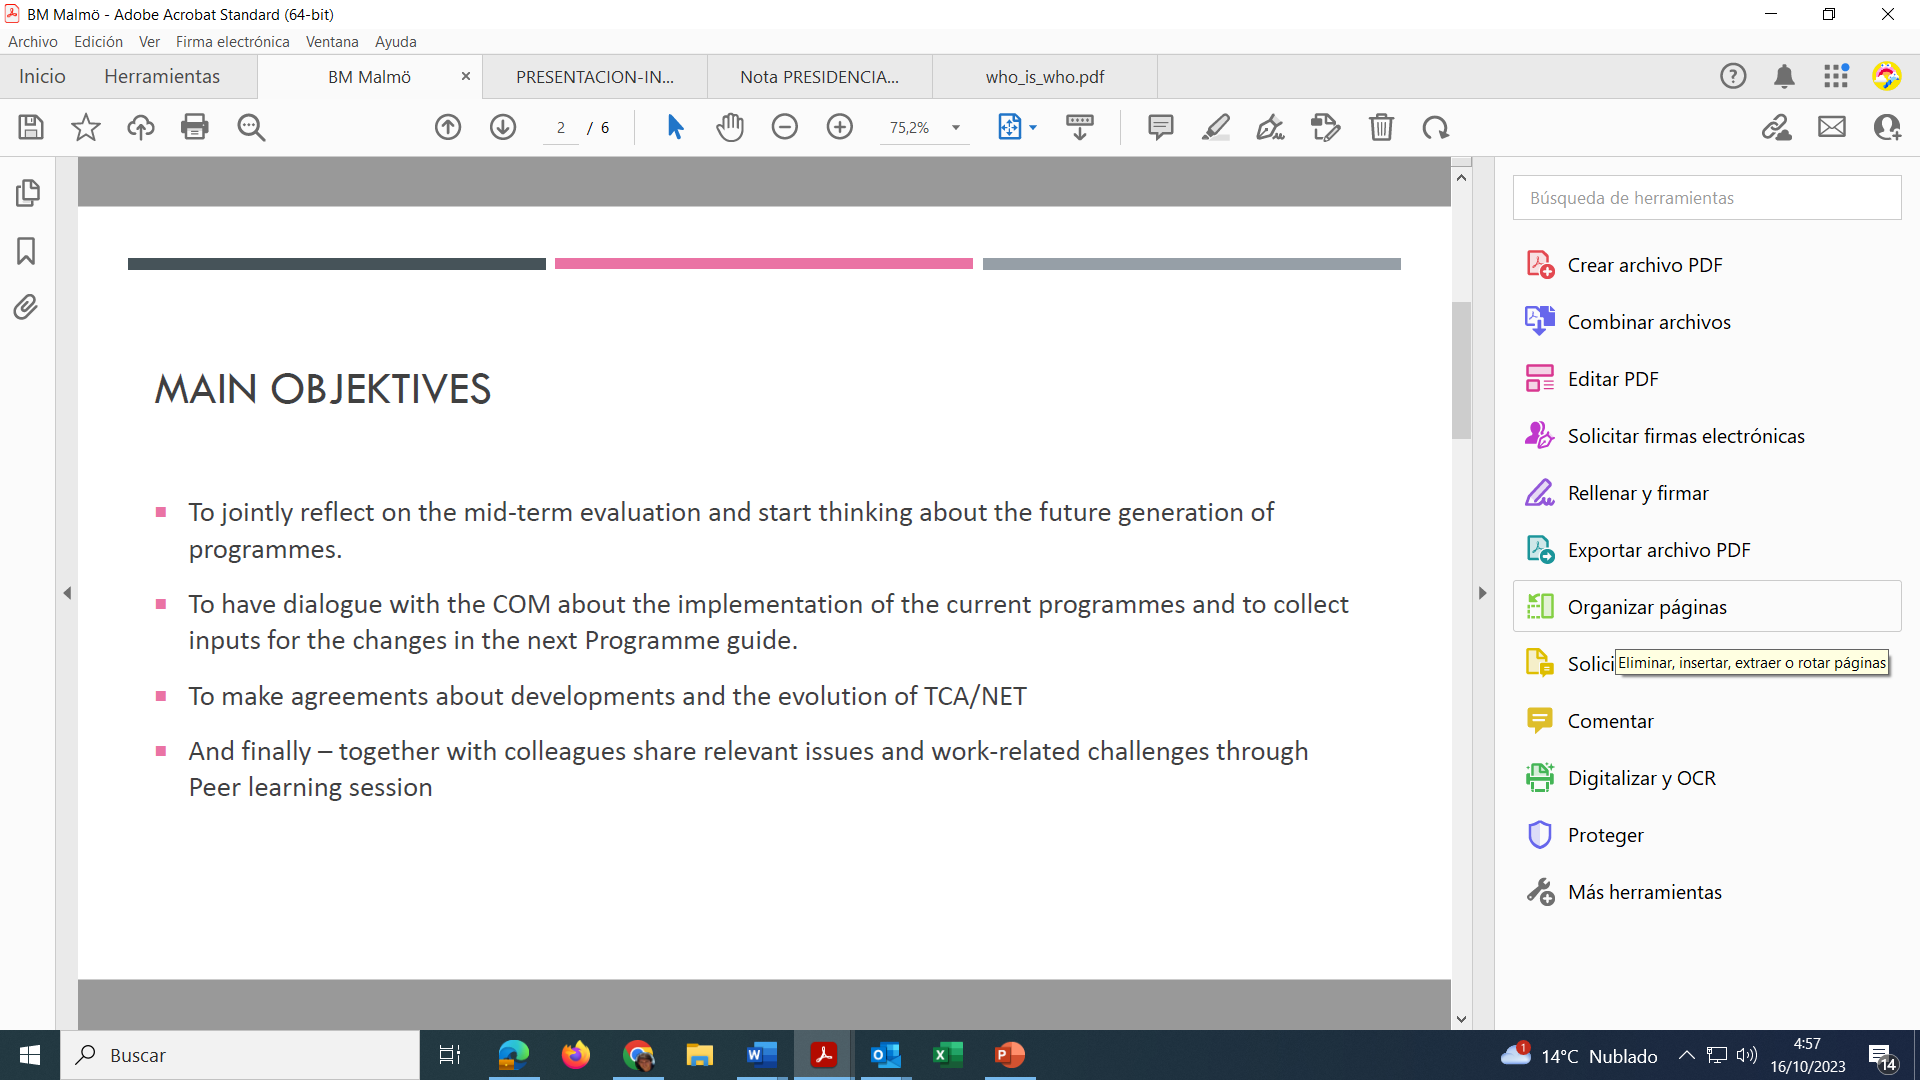 BM Malmö - Adobe Acrobat Standard (64-bit)
Archivo Edición Ver Firma electrónica Ventana Ayuda
Inicio Herramientas BM Malmö PRESENTACION-IN... Nota PRESIDENCIA... who_is_who.pdf
2 / 6 75,2%
Búsqueda de herramientas
Crear archivo PDF
Combinar archivos
Editar PDF
Solicitar firmas electrónicas
Rellenar y firmar
Exportar archivo PDF
Organizar páginas
Solici
Eliminar, insertar, extraer o rotar páginas
Comentar
Digitalizar y OCR
Proteger
Más herramientas
MAIN OBJEKTIVES
To jointly reflect on the mid-term evaluation and start thinking about the future generation of
programmes.
To have dialogue with the COM about the implementation of the current programmes and to collect
inputs for the changes in the next Programme guide.
To make agreements about developments and the evolution of TCA/NET
And finally – together with colleagues share relevant issues and work-related challenges through
Peer learning session
Buscar
1
14°C Nublado
4:57
16/10/2023
14